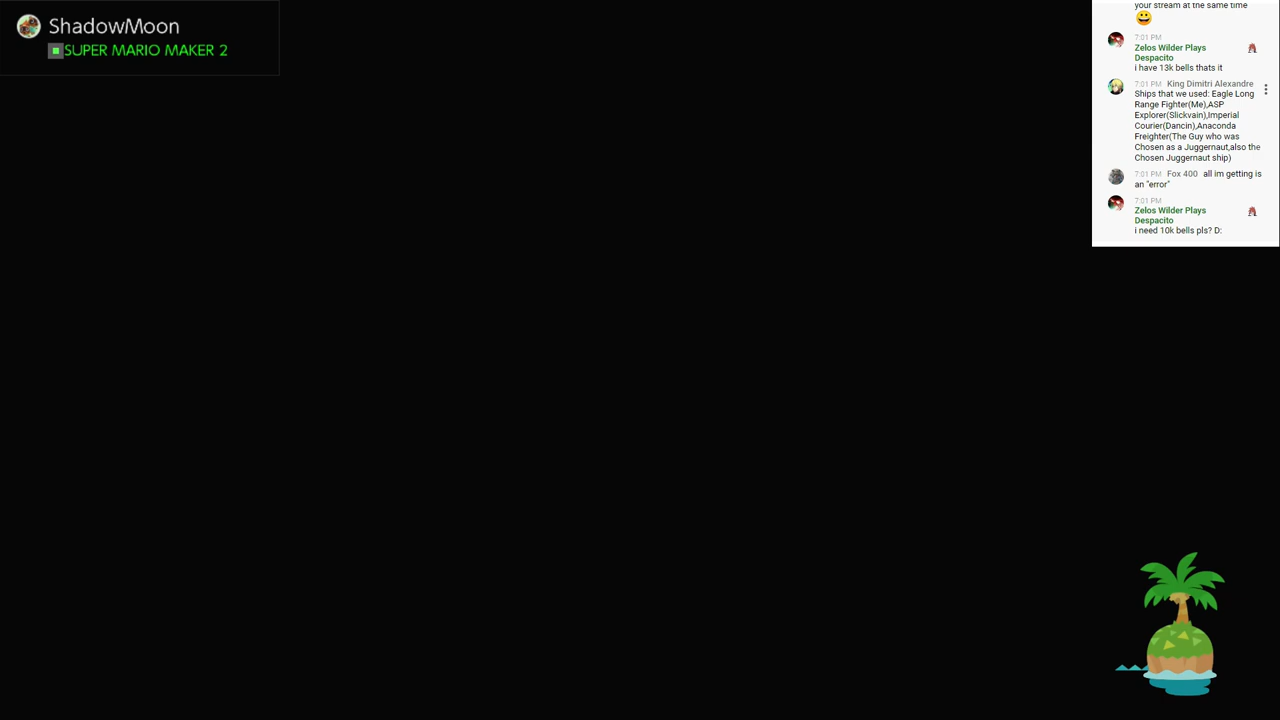 ShadowMoon
SUPER MARIO MAKER 2
your stream at the same time
7:01 PM
Zelos Wilder Plays
Despacito
i have 13k bells thats it
7:01 PM King Dimitri Alexandre
Ships that we used: Eagle Long
Range Fighter(Me),ASP
Explorer(Slickvain),Imperial
Courier(Dancin),Anaconda
Freighter(The Guy who was
Chosen as a Juggernaut,also the
Chosen Juggernaut ship)
7:01 PM Fox 400 all im getting is
an "error"
7:01 PM
Zelos Wilder Plays
Despacito
i need 10k bells pls? D: